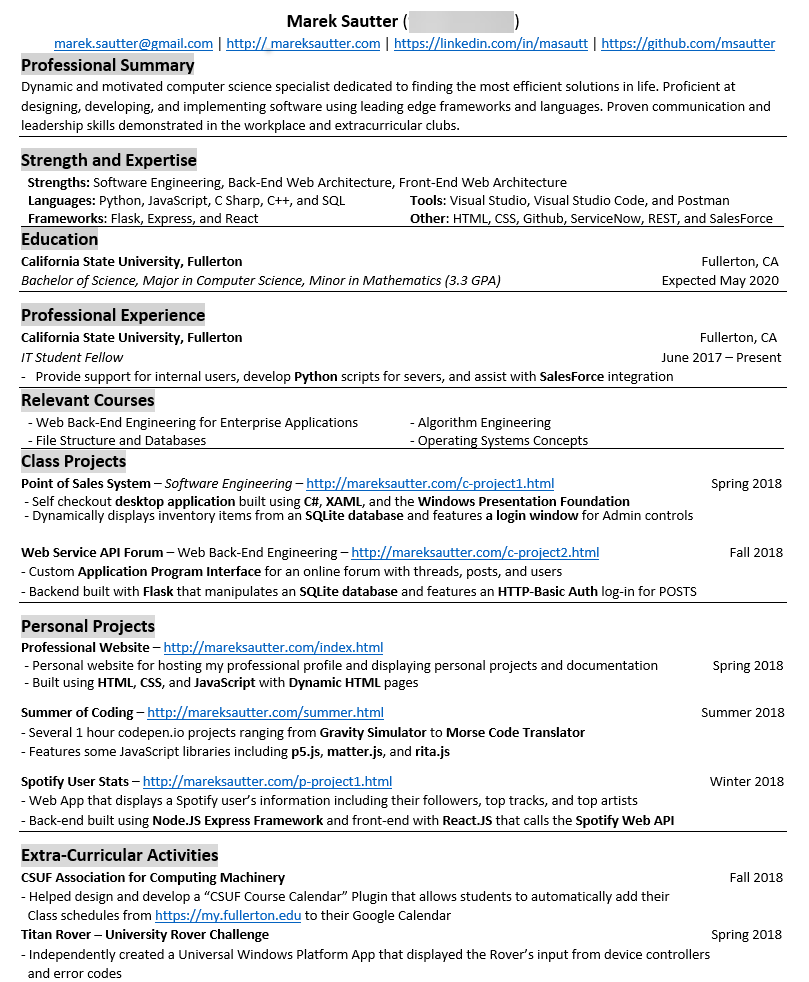 Marek Sautter ( )
marek.sautter@gmail.com | http:// mareksautter.com | https://linkedin.com/in/masautt | https://github.com/msautter
Professional Summary
Dynamic and motivated computer science specialist dedicated to finding the most efficient solutions in life. Proficient at
designing, developing, and implementing software using leading edge frameworks and languages. Proven communication and
leadership skills demonstrated in the workplace and extracurricular clubs.
Strength and Expertise
Strengths: Software Engineering, Back-End Web Architecture, Front-End Web Architecture
Languages: Python, JavaScript, C Sharp, C++, and SQL Tools: Visual Studio, Visual Studio Code, and Postman
Frameworks: Flask, Express, and React Other: HTML, CSS, Github, ServiceNow, REST, and SalesForce
Education
California State University, Fullerton Fullerton, CA
Bachelor of Science, Major in Computer Science, Minor in Mathematics (3.3 GPA) Expected May 2020
Professional Experience
California State University, Fullerton Fullerton, CA
IT Student Fellow June 2017 – Present
- Provide support for internal users, develop Python scripts for severs, and assist with SalesForce integration
Relevant Courses
- Web Back-End Engineering for Enterprise Applications - Algorithm Engineering
- File Structure and Databases - Operating Systems Concepts
Class Projects
Point of Sales System – Software Engineering – http://mareksautter.com/c-project1.html Spring 2018
- Self checkout desktop application built using C#, XAML, and the Windows Presentation Foundation
- Dynamically displays inventory items from an SQLite database and features a login window for Admin controls
Web Service API Forum – Web Back-End Engineering – http://mareksautter.com/c-project2.html Fall 2018
- Custom Application Program Interface for an online forum with threads, posts, and users
- Backend built with Flask that manipulates an SQLite database and features an HTTP-Basic Auth log-in for POSTS
Personal Projects
Professional Website – http://mareksautter.com/index.html
- Personal website for hosting my professional profile and displaying personal projects and documentation Spring 2018
- Built using HTML, CSS, and JavaScript with Dynamic HTML pages
Summer of Coding – http://mareksautter.com/summer.html Summer 2018
- Several 1 hour codepen.io projects ranging from Gravity Simulator to Morse Code Translator
- Features some JavaScript libraries including p5.js, matter.js, and rita.js
Spotify User Stats – http://mareksautter.com/p-project1.html Winter 2018
- Web App that displays a Spotify user’s information including their followers, top tracks, and top artists
- Back-end built using Node.JS Express Framework and front-end with React.JS that calls the Spotify Web API
Extra-Curricular Activities
CSUF Association for Computing Machinery Fall 2018
- Helped design and develop a “CSUF Course Calendar” Plugin that allows students to automatically add their
Class schedules from https://my.fullerton.edu to their Google Calendar
Titan Rover – University Rover Challenge Spring 2018
- Independently created a Universal Windows Platform App that displayed the Rover’s input from device controllers
and error codes